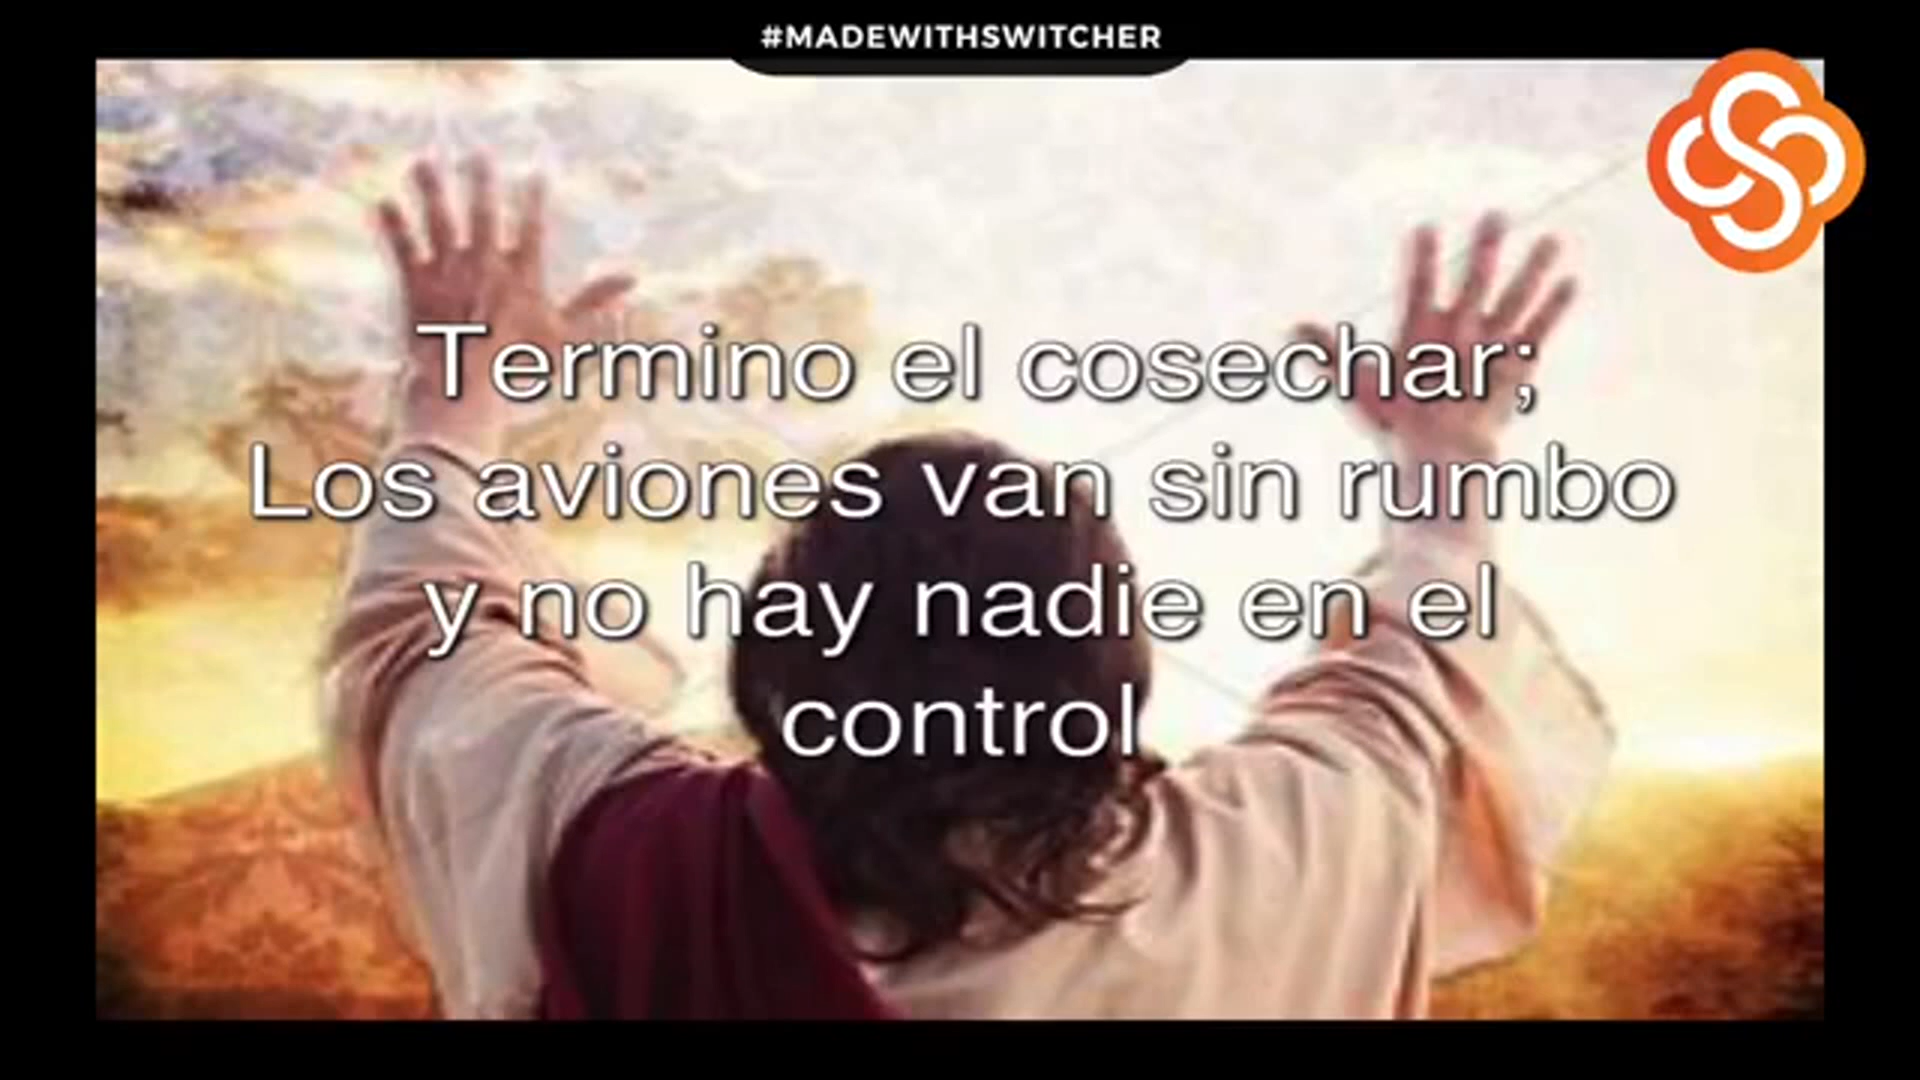 #MADEWITHSWITCHER
Termino el cosechar;
Los aviones van sin rumbo
y no hay nadie en el
control